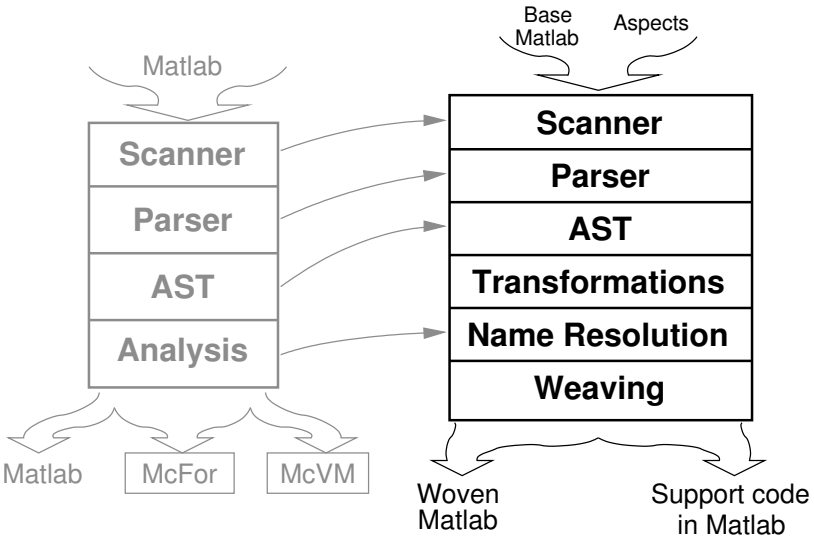 Matlab
Scanner
Parser
AST
Analysis
Matlab
McFor
McVM
Base
Matlab
Aspects
Scanner
Parser
AST
Transformations
Name Resolution
Weaving
Woven
Matlab
Support code
in Matlab